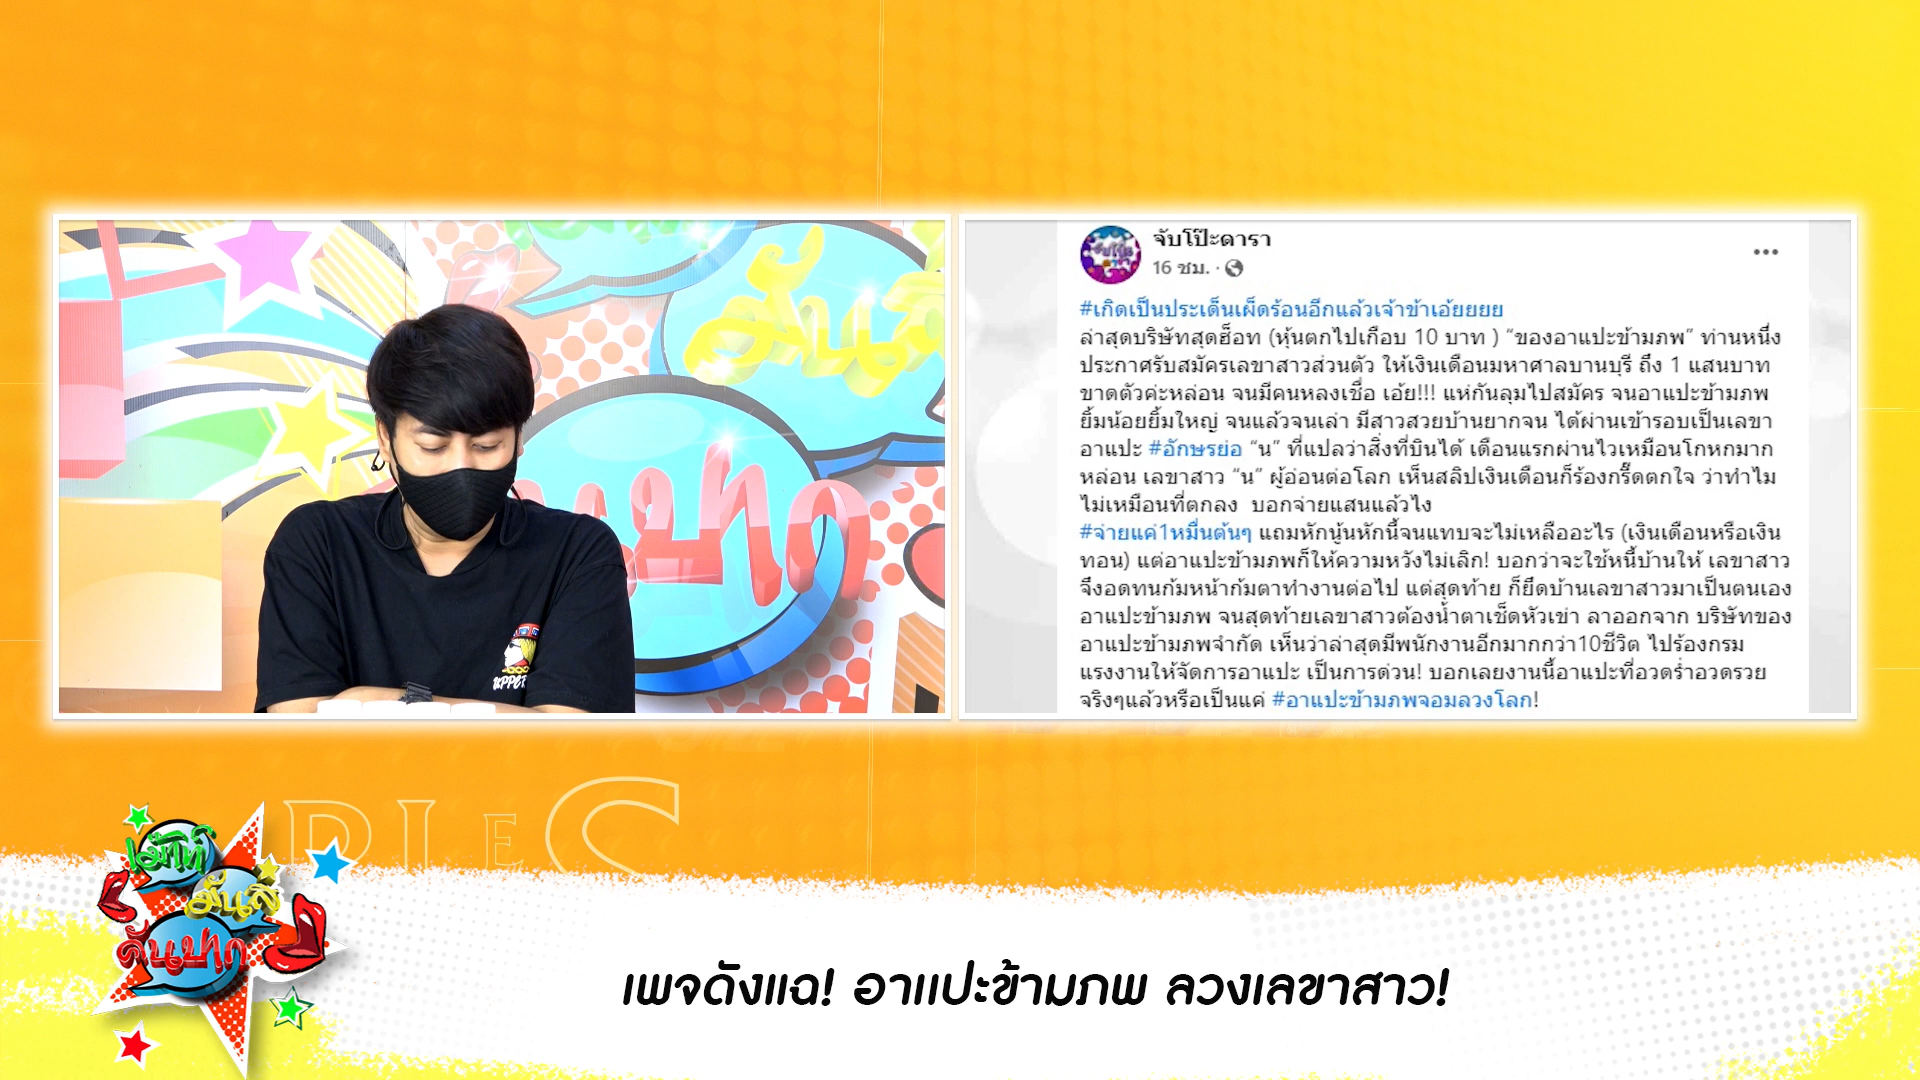 จับโป๊ะดารา
16 ชม.
#เกิดเป็นประเด็นเผ็ดร้อนอีกแล้วเจ้าข้าเอ้ยยยย
ล่าสุดบริษัทสุดฮ็อท (หุ้นตกไปเกือบ 10 บาท ) “ของอาแปะข้ามภพ” ท่านหนึ่ง
ประกาศรับสมัครเลขาสาวส่วนตัว ให้เงินเดือนมหาศาลบานบุรี ถึง 1 แสนบาท
ขาดตัวค่ะหล่อน จนมีคนหลงเชื่อ เอ้ย!!! แห่กันลุมไปสมัคร จนอาแปะข้ามภพ
ยิ้มน้อยยิ้มใหญ่ จนแล้วจนเล่า มีสาวสวยบ้านยากจน ได้ผ่านเข้ารอบเป็นเลขา
อาแปะ #อักษรย่อ “น” ที่แปลว่าสิ่งที่บินได้ เดือนแรกผ่านไวเหมือนโกหกมาก
หล่อน เลขาสาว “น” ผู้อ่อนต่อโลก เห็นสลิปเงินเดือนก็ร้องกรี๊ดตกใจ ว่าทำไม
ไม่เหมือนที่ตกลง บอกจ่ายแสนแล้วไง
#จ่ายแค่1หมื่นต้นๆ แถมหักนู้นหักนี้จนแทบจะไม่เหลืออะไร (เงินเดือนหรือเงิน
ทอน) แต่อาแปะข้ามภพก็ให้ความหวังไม่เลิก! บอกว่าจะใช้หนี้บ้านให้ เลขาสาว
จึงอดทนก้มหน้าก้มตาทำงานต่อไป แต่สุดท้าย ก็ยึดบ้านเลขาสาวมาเป็นตนเอง
อาแปะข้ามภพ จนสุดท้ายเลขาสาวต้องน้ำตาเช็ดหัวเข่า ลาออกจาก บริษัทของ
อาแปะข้ามภพจำกัด เห็นว่าล่าสุดมีพนักงานอีกมากกว่า10ชีวิต ไปร้องกรม
แรงงานให้จัดการอาแปะ เป็นการด่วน! บอกเลยงานนี้อาแปะที่อวดร่ำอวดรวย
จริงๆแล้วหรือเป็นแค่ #อาแปะข้ามภพจอมลวงโลก!
เม้าท์
มันส์
คันปาก
เพจดังแฉ! อาแปะข้ามภพ ลวงเลขาสาว!